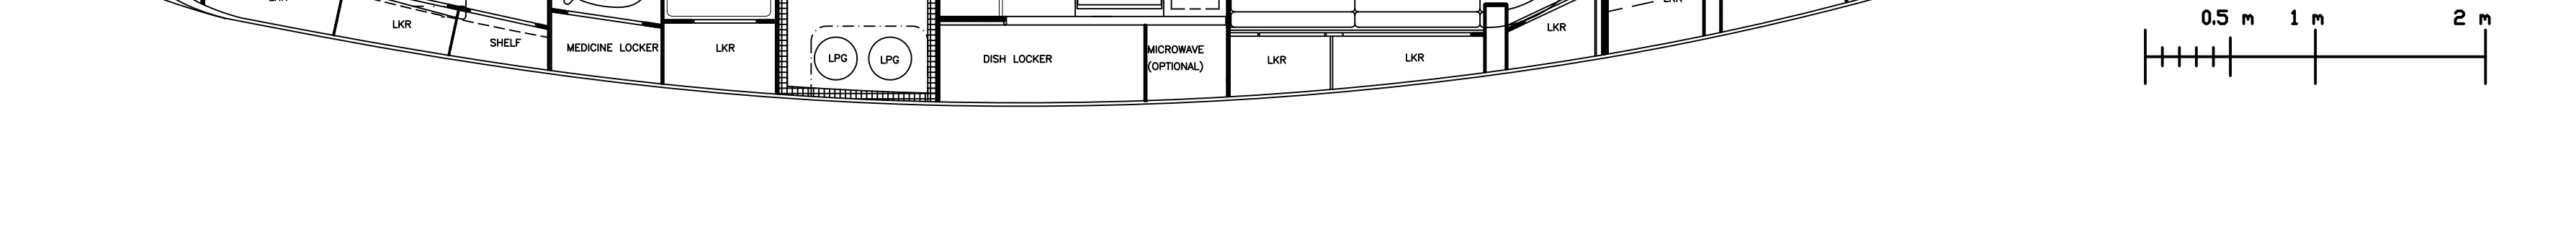 0.5 m 1 m 2 m
LKR
SHELF
MEDICINE LOCKER
LKR
LPG
LPG
DISH LOCKER
MICROWAVE
(OPTIONAL)
LKR
LKR
LKR